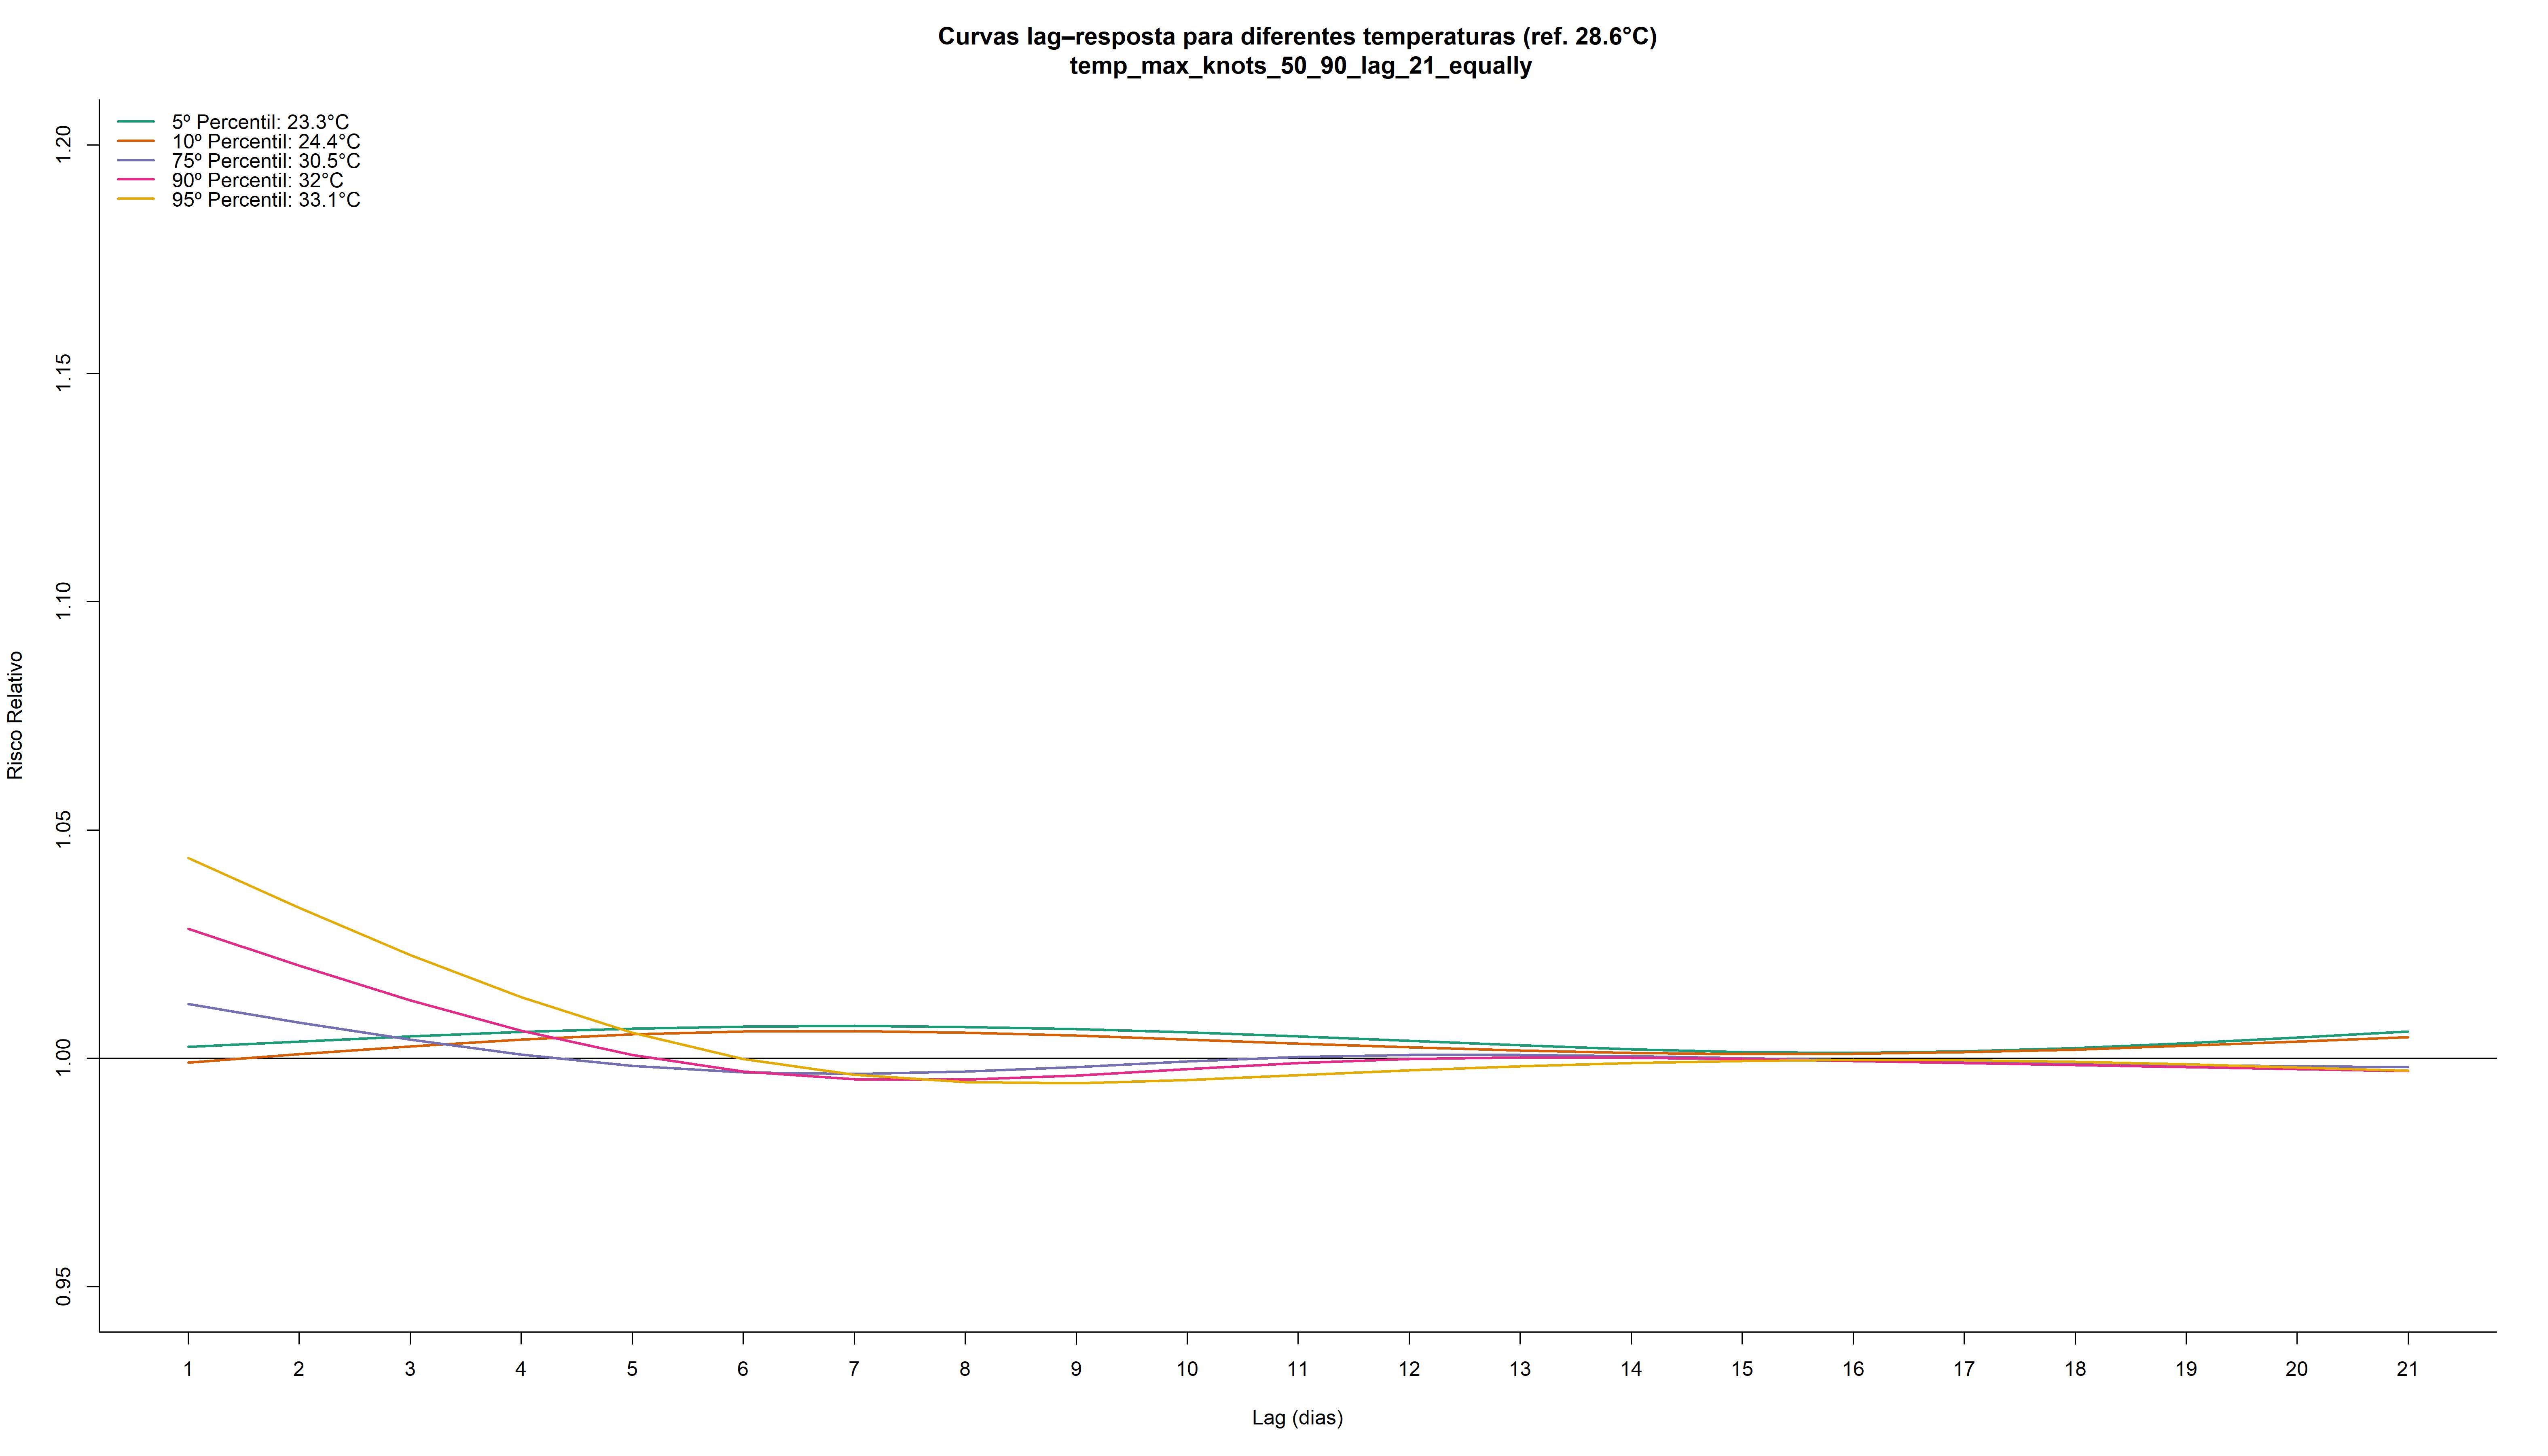 Curvas lag–resposta para diferentes temperaturas (ref. 28.6°C)
temp_max_knots_50_90_lag_21_equally
5º Percentil: 23.3°C
10º Percentil: 24.4°C
75º Percentil: 30.5°C
90º Percentil: 32°C
95º Percentil: 33.1°C
1.20
1.15
1.10
1.05
1.00
0.95
Risco Relativo
1 2 3 4 5 6 7 8 9 10 11 12 13 14 15 16 17 18 19 20 21
Lag (dias)